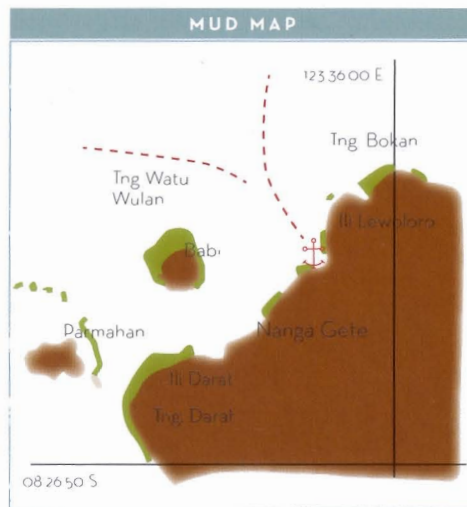 MUD MAP
123 36 00 E
Tng. Bokan
Tng Watu
Wulan
Ili Lewoloro
Babi
Nanga Gete
Parmahan
Ili Darat
Tng. Darat
08 26 50 S